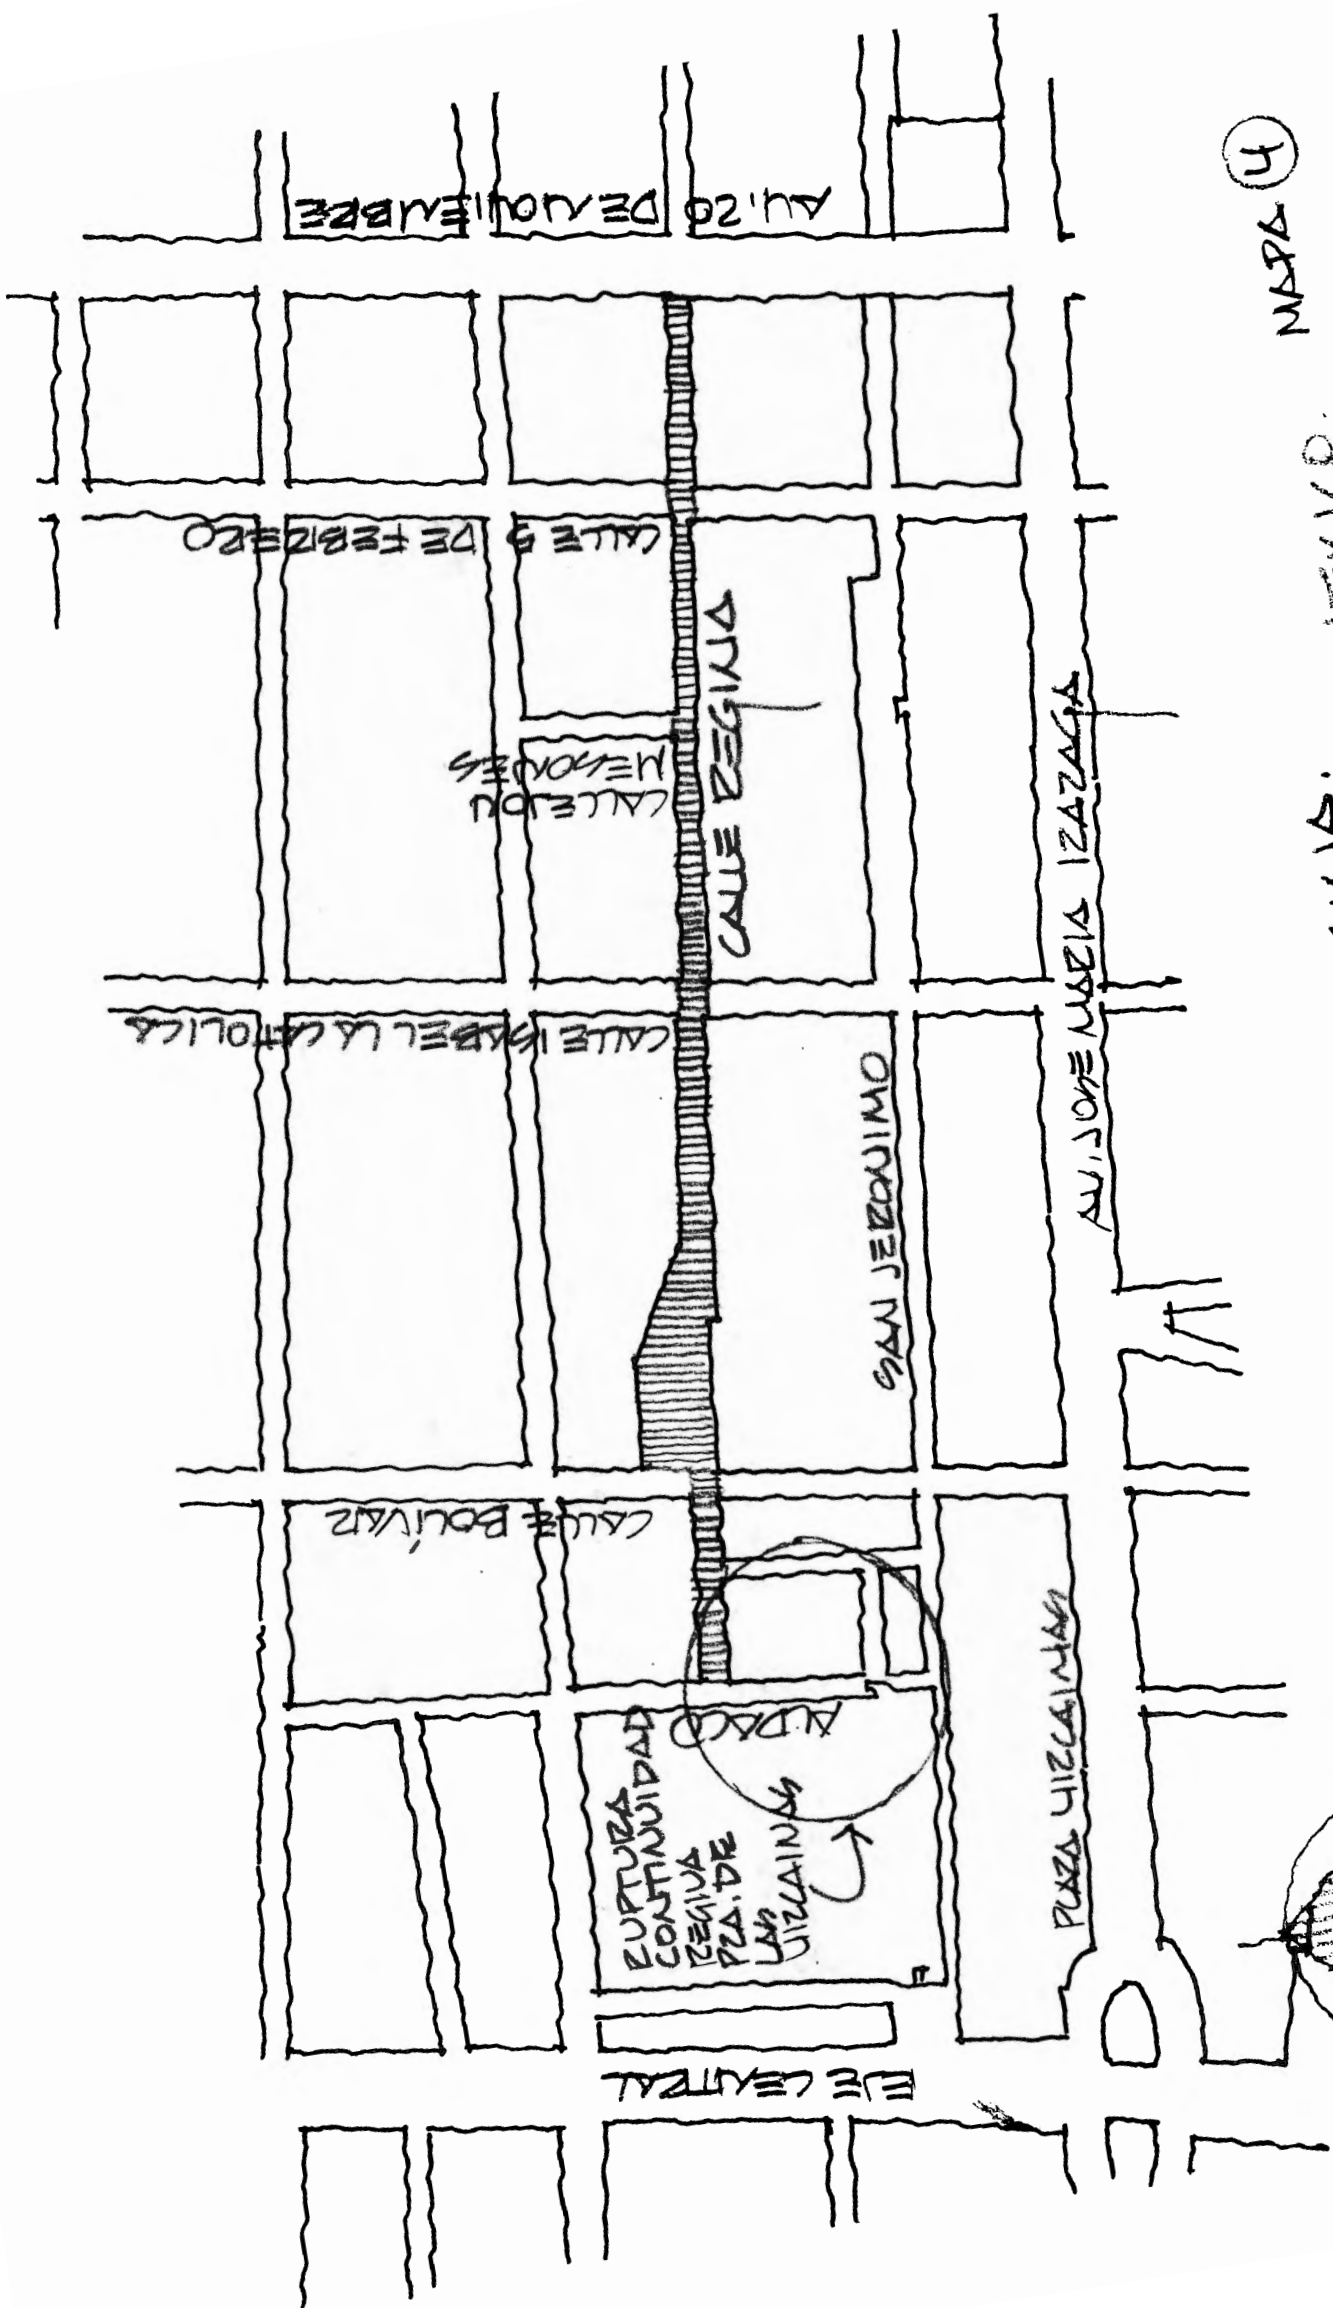 MAPA 4
AV. 20 DE NOVIEMBRE
CALLE 5 DE FEBRERO
CALLEJON
MESONES
CALLE REGINA
CALLE ISABEL LA CATOLICA
SAN JERONIMO
AV. JOSE MARIA IZAZAGA
CALLE BOLÍVAR
ALDACO
RUPTURA
CONTINUIDAD
REGINA
PZA. DE
LAS
VIZCAINAS
PLAZA VIZCAINAS
EJE CENTRAL